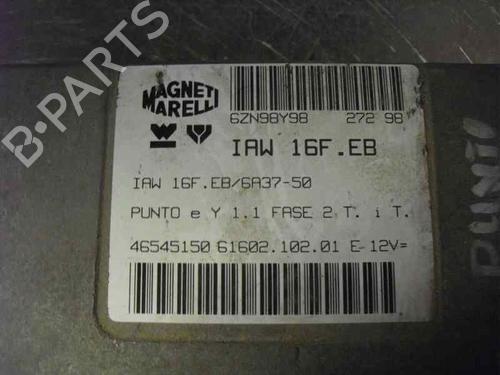 MAGNETI
MARELLI
6ZN98Y98 272 98
IAW 16F.EB
IAW 16F.EB/6A37-50
PUNTO e Y 1.1 FASE 2 T. i T.
46545150 61602.102.01 E-12V=
B-PARTS
PUNTO